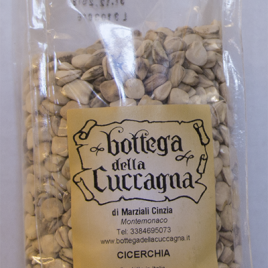 bottega
della
Cuccagna
di Marziali Cinzia
Montemonaco
Tel: 3384695073
www.bottegadellacuccagna.it
CICERCHIA